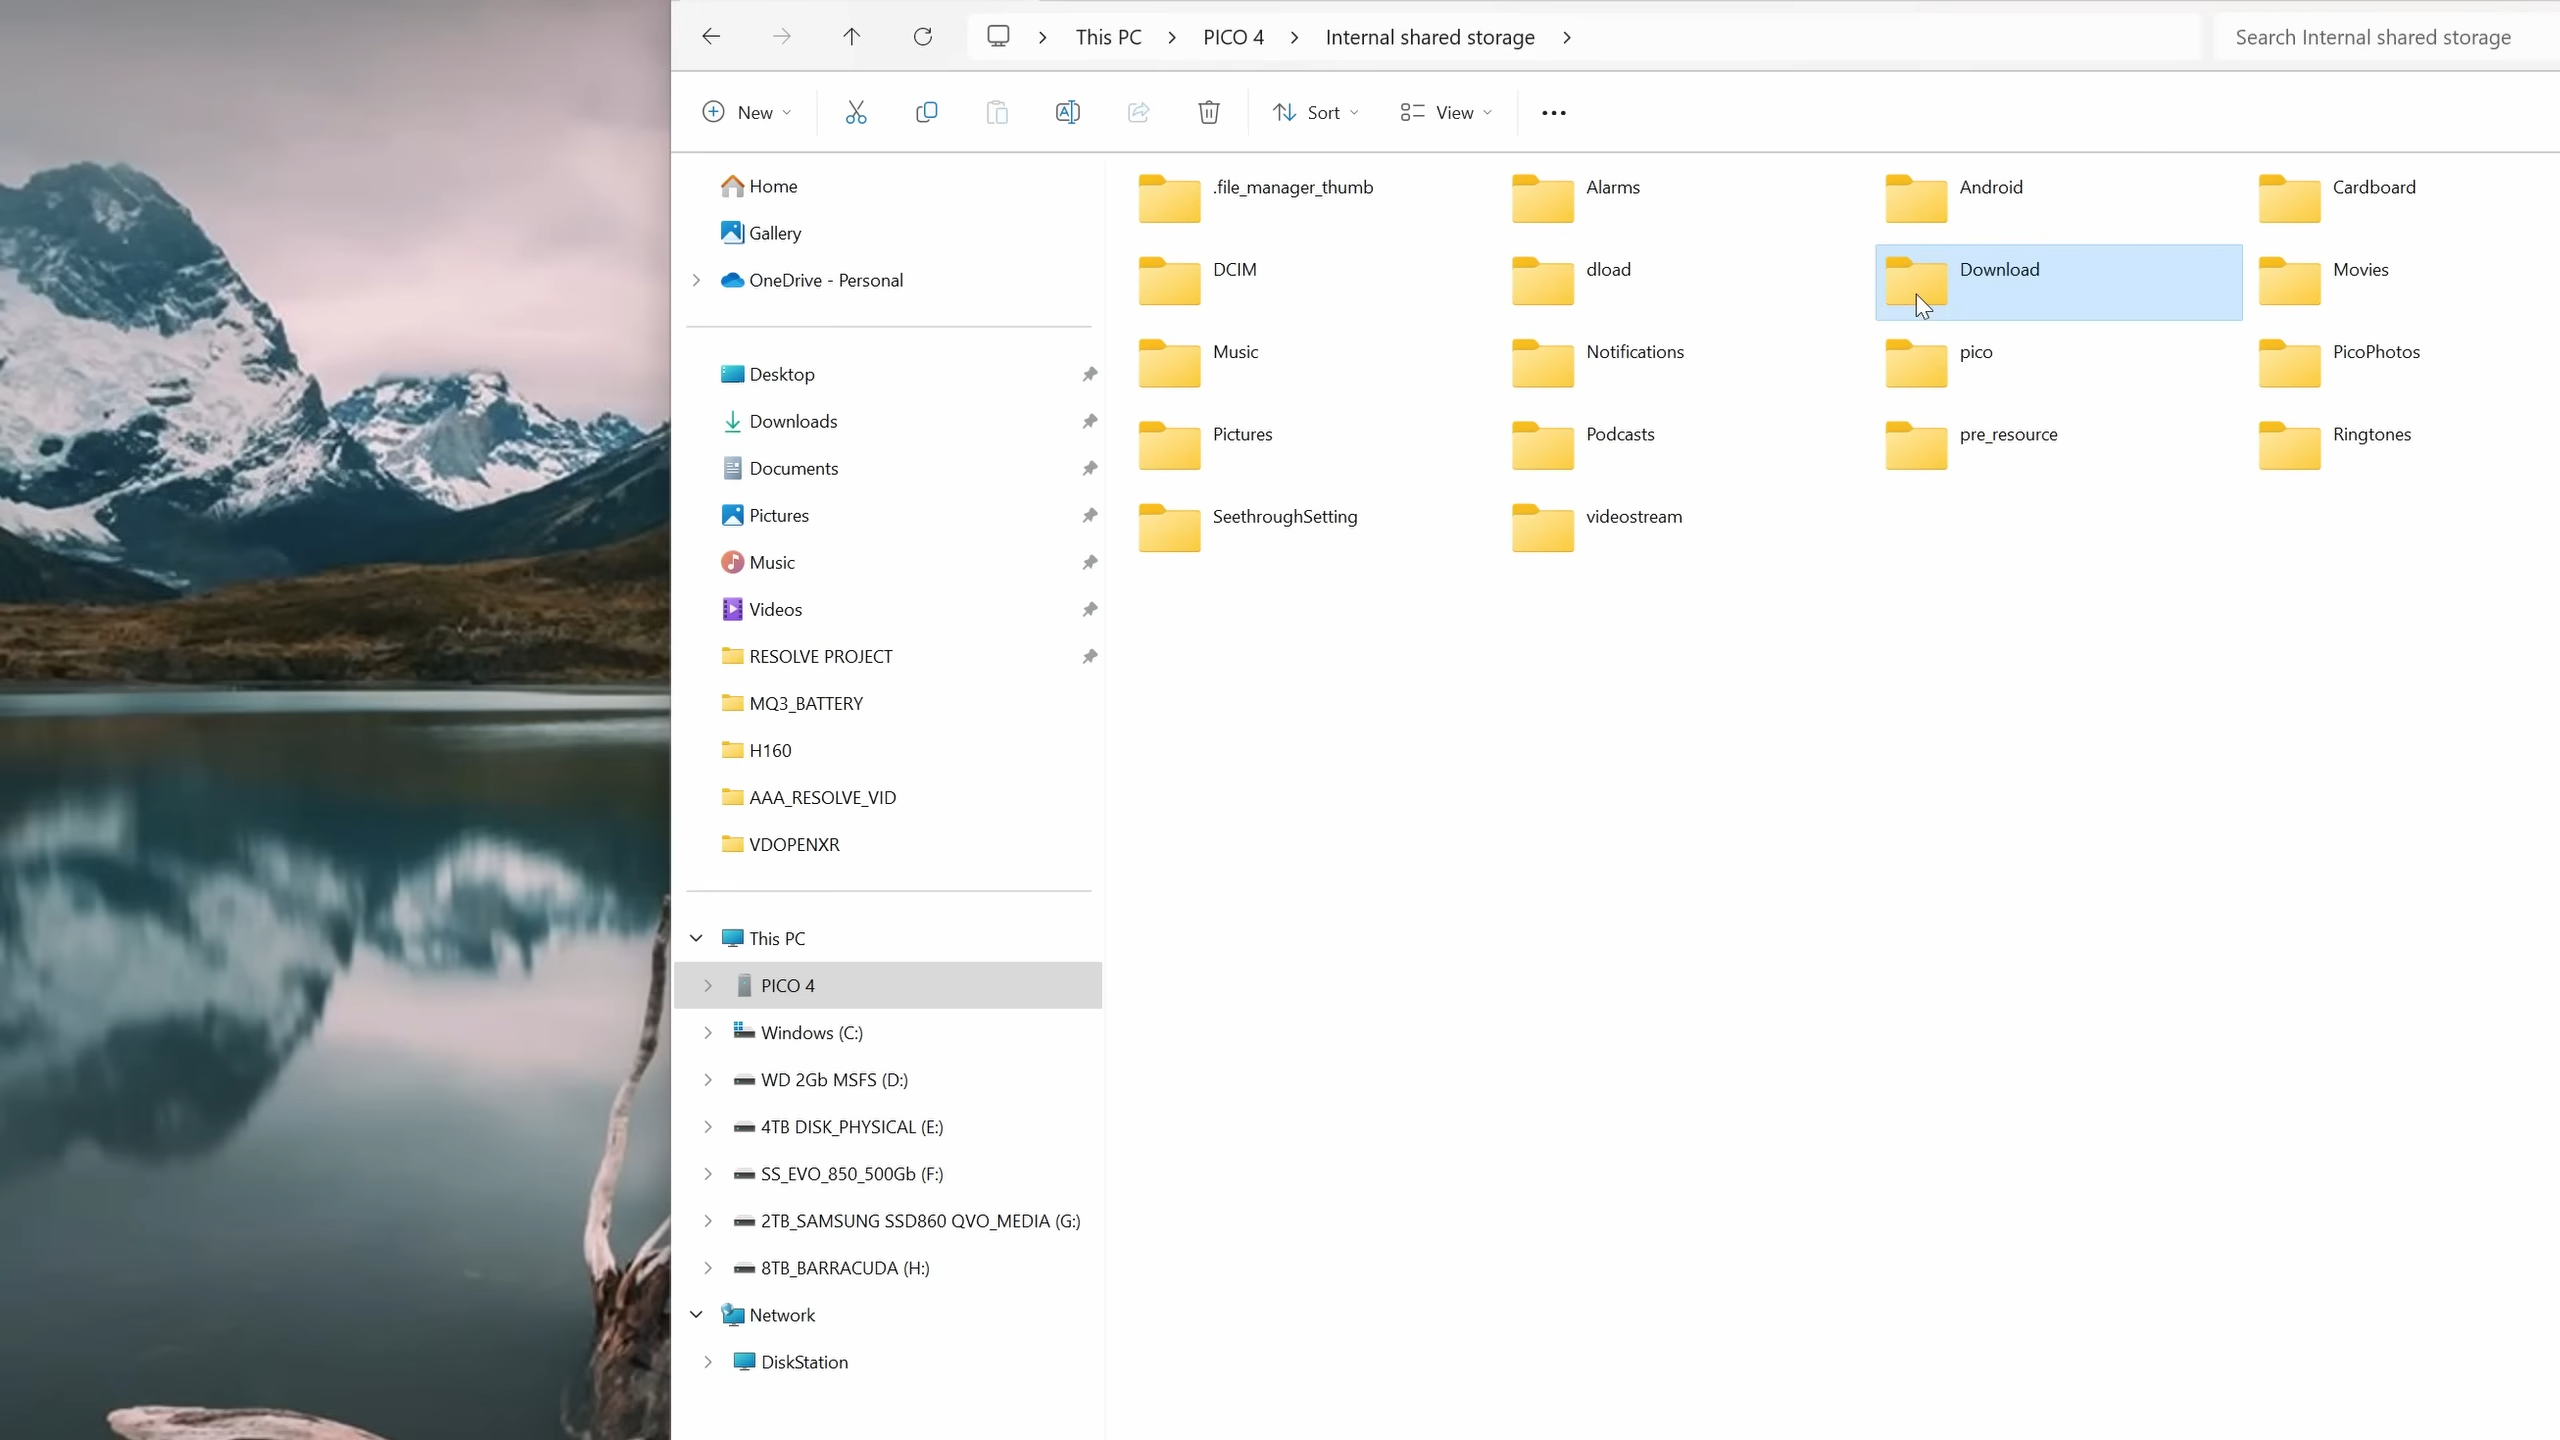 This PC
PICO 4
Internal shared storage
Search Internal shared storage
New
Sort
View
Home
Gallery
OneDrive - Personal
Desktop
Downloads
Documents
Pictures
Music
Videos
RESOLVE PROJECT
MQ3_BATTERY
H160
AAA_RESOLVE_VID
VDOPENXR
This PC
PICO 4
Windows (C:)
WD 2Gb MSFS (D:)
4TB DISK_PHYSICAL (E:)
SS_EVO_850_500Gb (F:)
2TB_SAMSUNG SSD860 QVO_MEDIA (G:)
8TB_BARRACUDA (H:)
Network
DiskStation
.file_manager_thumb
Alarms
Android
Cardboard
DCIM
dload
Download
Movies
Music
Notifications
pico
PicoPhotos
Pictures
Podcasts
pre_resource
Ringtones
SeethroughSetting
videostream